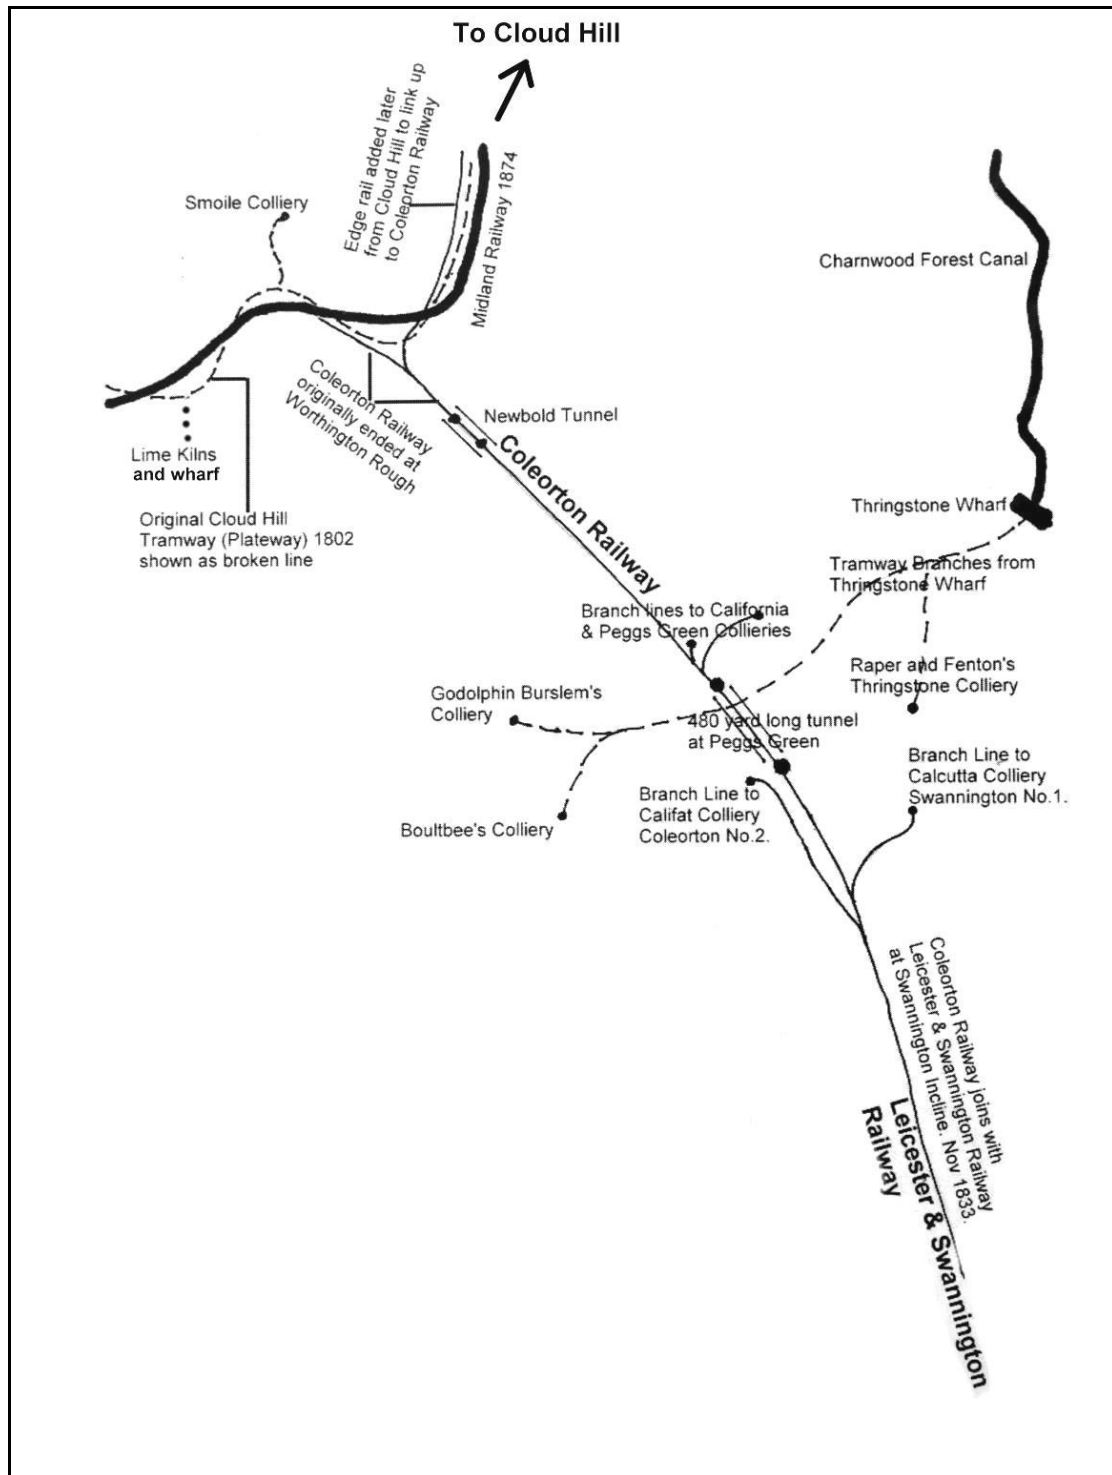 To Cloud Hill
Edge rail added later
from Cloud Hill to link up
to Coleorton Railway
Midland Railway 1874
Smoile Colliery
Charnwood Forest Canal
Coleorton Railway
originally ended at
Worthington Rough
Newbold Tunnel
Lime Kilns
and wharf
Original Cloud Hill
Tramway (Plateway) 1802
shown as broken line
Coleorton Railway
Thringstone Wharf
Tramway Branches from
Thringstone Wharf
Branch lines to California
& Peggs Green Collieries
Raper and Fenton's
Thringstone Colliery
Godolphin Burslem's
Colliery
480 yard long tunnel
at Peggs Green
Branch Line to
Calcutta Colliery
Swannington No.1.
Branch Line to
Califat Colliery
Coleorton No.2.
Boultbee's Colliery
Coleorton Railway joins with
Leicester & Swannington Railway
at Swannington Incline. Nov 1833.
Leicester & Swannington
Railway